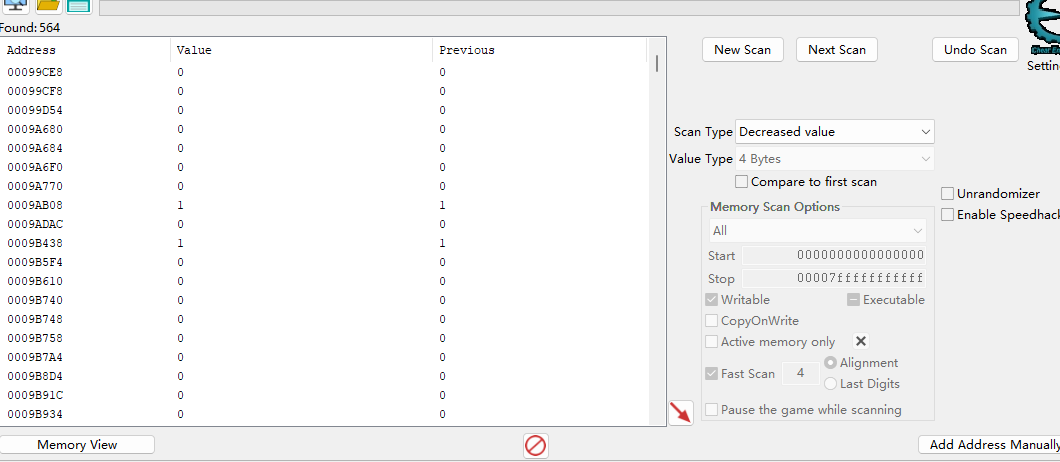 Found: 564
Address Value Previous
00099CE8 0 0
00099CF8 0 0
00099D54 0 0
0009A680 0 0
0009A684 0 0
0009A6F0 0 0
0009A770 0 0
0009AB08 1 1
0009ADAC 0 0
0009B438 1 1
0009B5F4 0 0
0009B610 0 0
0009B740 0 0
0009B748 0 0
0009B758 0 0
0009B7A4 0 0
0009B8D4 0 0
0009B91C 0 0
0009B934 0 0
Memory View
New Scan Next Scan Undo Scan
Settin
Scan Type Decreased value
Value Type 4 Bytes
Compare to first scan
Unrandomizer
Enable Speedhack
Memory Scan Options
All
Start 0000000000000000
Stop 00007fffffffffff
Writable Executable
CopyOnWrite
Active memory only
Fast Scan 4 Alignment
Last Digits
Pause the game while scanning
Add Address Manually